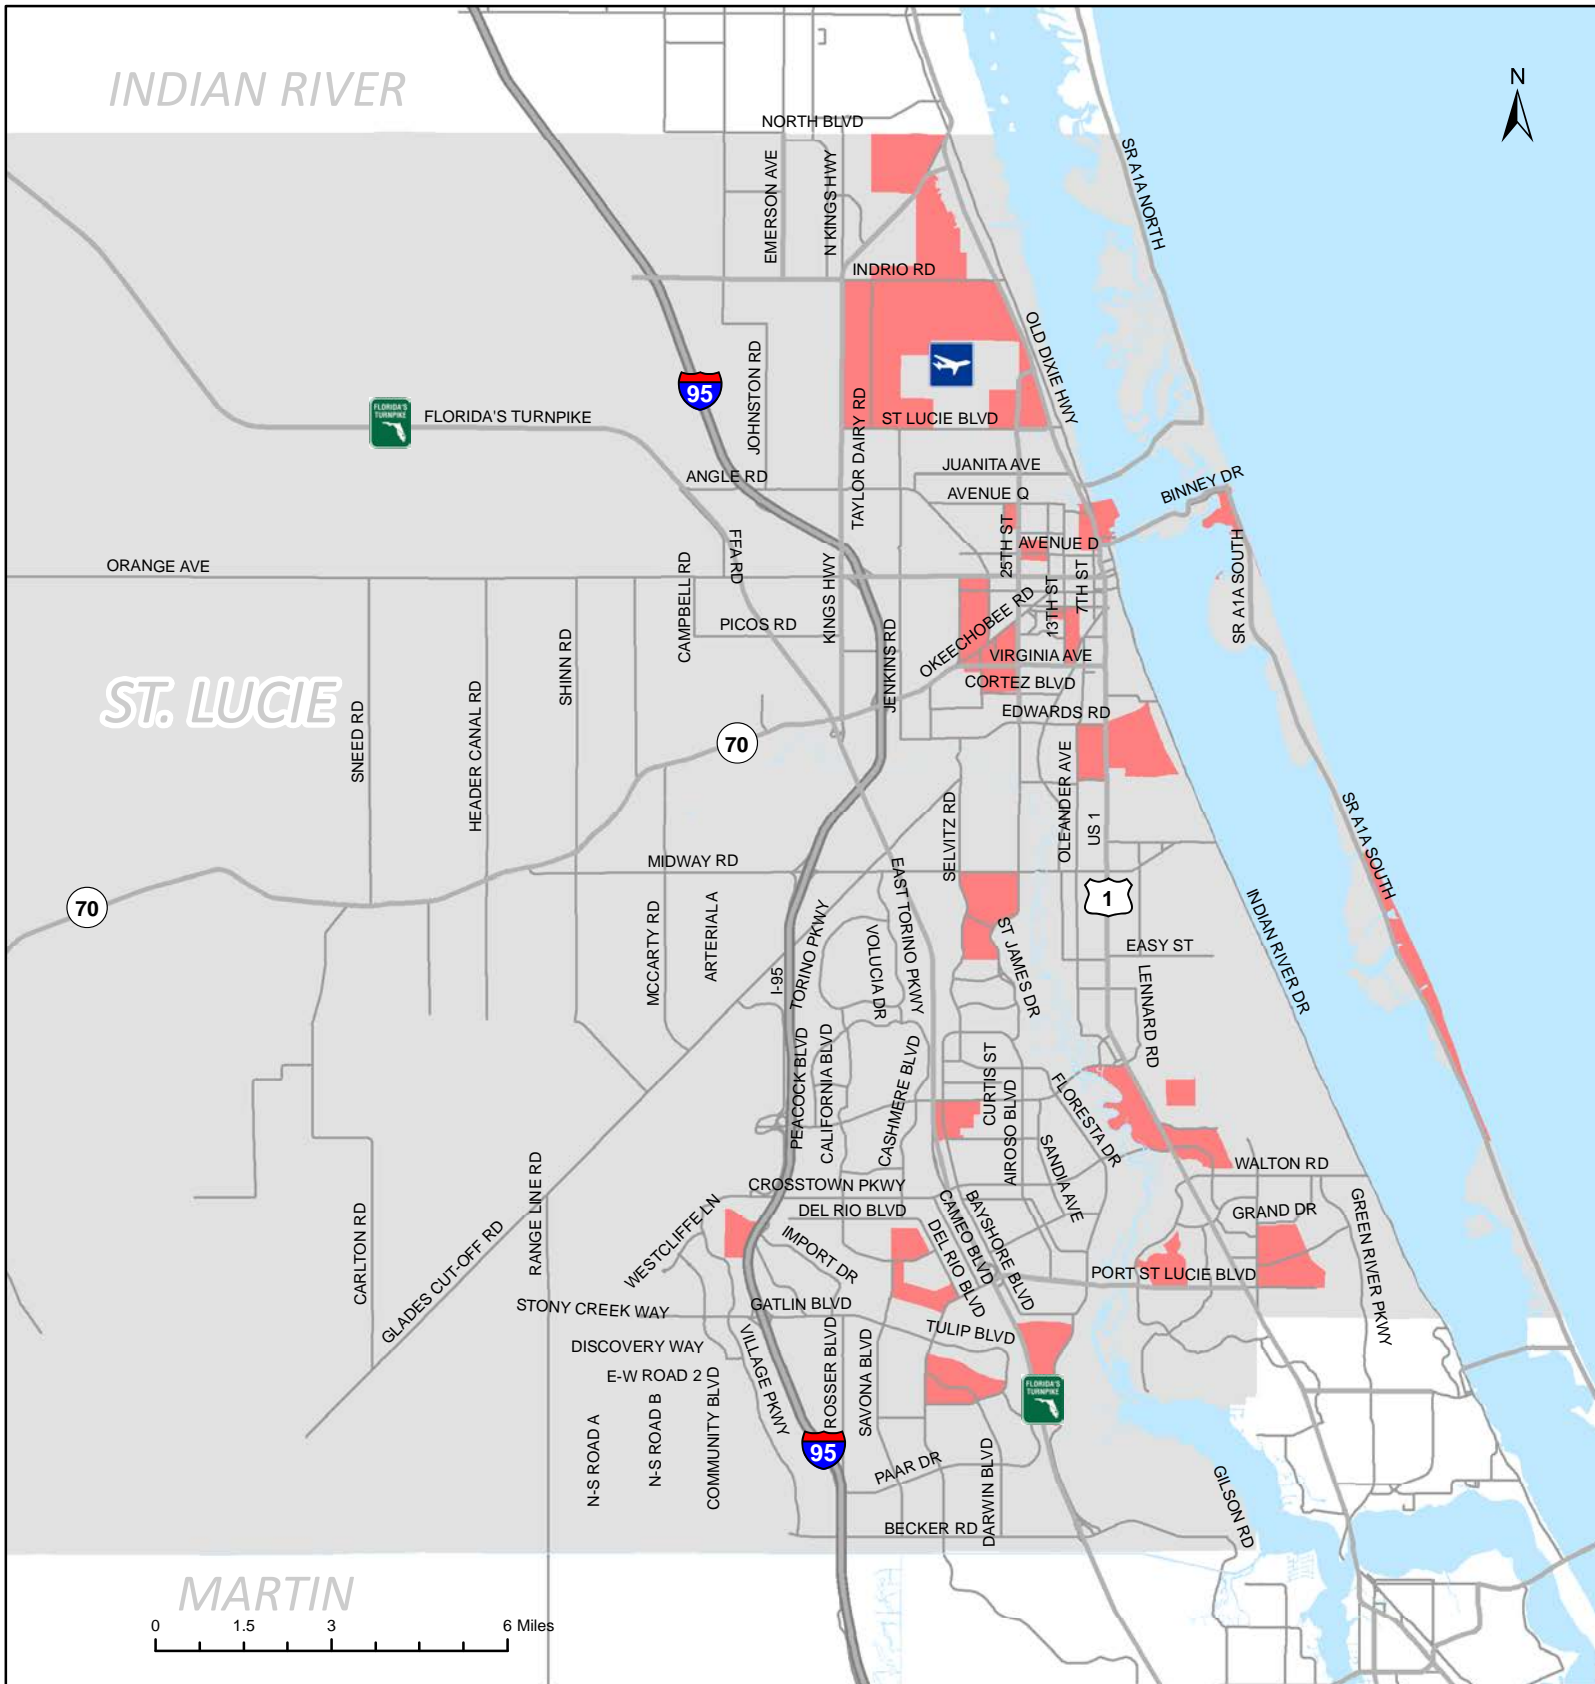 INDIAN RIVER
N
NORTH BLVD
SR A1A NORTH
EMERSON AVE
N KINGS HWY
INDRIO RD
OLD DIXIE HWY
JOHNSTON RD
95
FLORIDA'S
TURNPIKE
FLORIDA'S TURNPIKE
TAYLOR DAIRY RD
ST LUCIE BLVD
JUANITA AVE
ANGLE RD
BINNEY DR
AVENUE Q
25TH ST
AVENUE D
FFA RD
ORANGE AVE
CAMPBELL RD
KINGS HWY
13TH ST
7TH ST
SR A1A SOUTH
PICOS RD
OKEECHOBEE RD
SHINN RD
JENKINS RD
VIRGINIA AVE
CORTEZ BLVD
ST. LUCIE
SNEED RD
HEADER CANAL RD
EDWARDS RD
70
OLEANDER AVE
US 1
SELVITZ RD
SR A1A SOUTH
MIDWAY RD
EAST TORINO PKWY
70
1
MCCARTY RD
ARTERIAL A
TORINO PKWY
VOLUCIA DR
ST JAMES DR
INDIAN RIVER DR
EASY ST
I-95
LENNARD RD
PEACOCK BLVD
CALIFORNIA BLVD
CASHMERE BLVD
CURTIS ST
AIROSO BLVD
FLORESTA DR
SANDIA AVE
WALTON RD
RANGE LINE RD
CROSSTOWN PKWY
WESTCLIFFE LN
DEL RIO BLVD
CAMEO BLVD
BAYSHORE BLVD
GRAND DR
GREEN RIVER PKWY
CARLTON RD
GLADES CUT-OFF RD
IMPORT DR
DEL RIO BLVD
PORT ST LUCIE BLVD
STONY CREEK WAY
GATLIN BLVD
TULIP BLVD
DISCOVERY WAY
E-W ROAD 2
VILLAGE PKWY
ROSSER BLVD
SAVONA BLVD
FLORIDA'S
TURNPIKE
N-S ROAD A
N-S ROAD B
COMMUNITY BLVD
95
PAAR DR
DARWIN BLVD
GILSON RD
BECKER RD
MARTIN
0 1.5 3 6 Miles